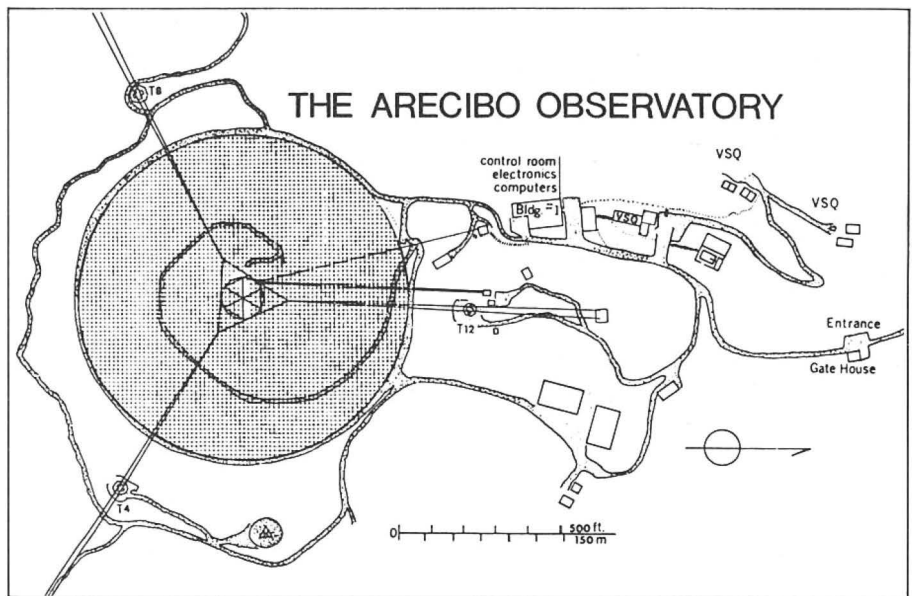 T8
THE ARECIBO OBSERVATORY
control room
electronics
computers
Bldg. =1
VSQ
VSQ
VSQ
T12
Entrance
Gate House
T4
0
500 ft.
150 m